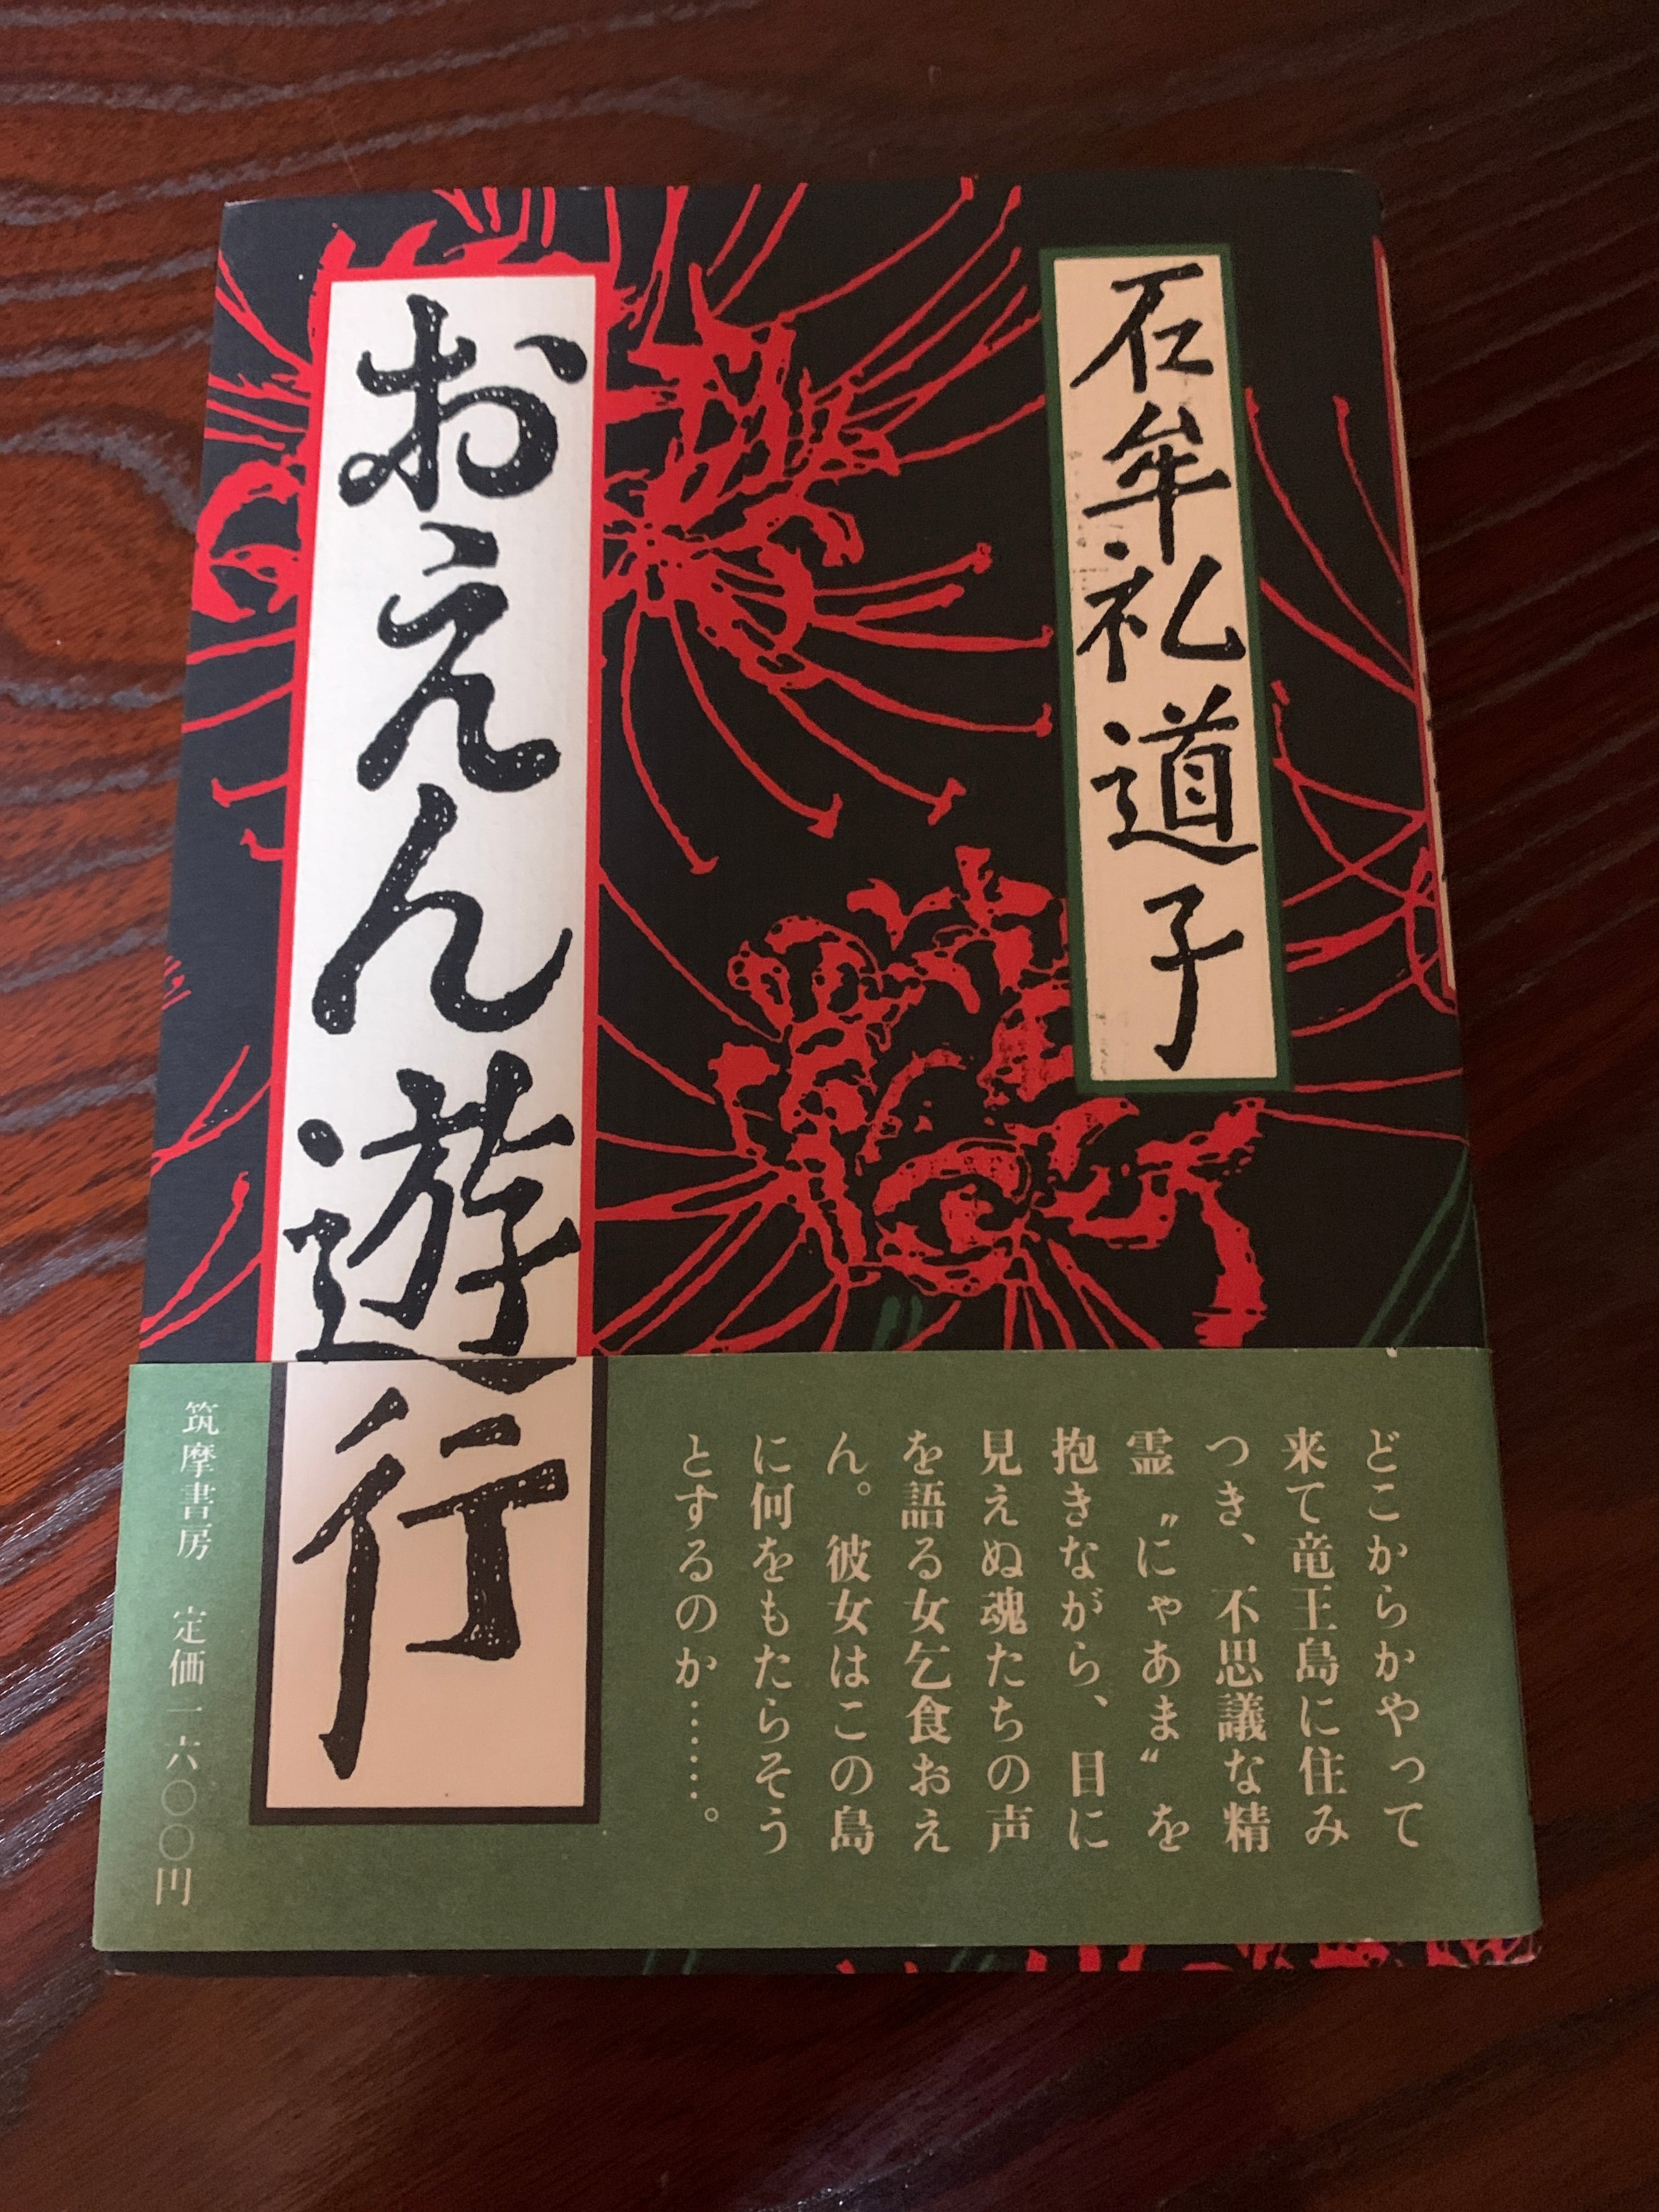 石牟礼道子
おえん遊行
どこからかやって
来て竜王島に住み
つき、不思議な精
霊〝にゃあま〟を
抱きながら、目に
見えぬ魂たちの声
を語る女乞食おえ
ん。彼女はこの島
に何をもたらそう
とするのか……。
筑摩書房 定価一六〇〇円